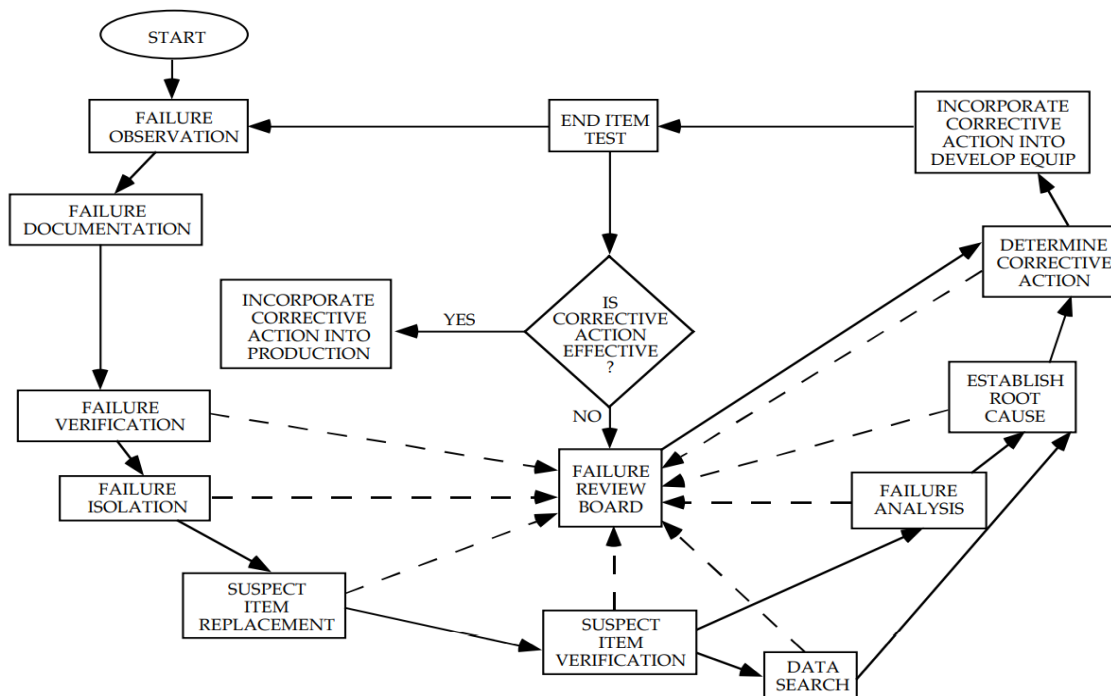 START
FAILURE
OBSERVATION
END ITEM
TEST
INCORPORATE
CORRECTIVE
ACTION INTO
DEVELOP EQUIP
FAILURE
DOCUMENTATION
DETERMINE
CORRECTIVE
ACTION
INCORPORATE
CORRECTIVE
ACTION INTO
PRODUCTION
YES
IS
CORRECTIVE
ACTION
EFFECTIVE
?
NO
ESTABLISH
ROOT
CAUSE
FAILURE
VERIFICATION
FAILURE
REVIEW
BOARD
FAILURE
ISOLATION
FAILURE
ANALYSIS
SUSPECT
ITEM
REPLACEMENT
SUSPECT
ITEM
VERIFICATION
DATA
SEARCH